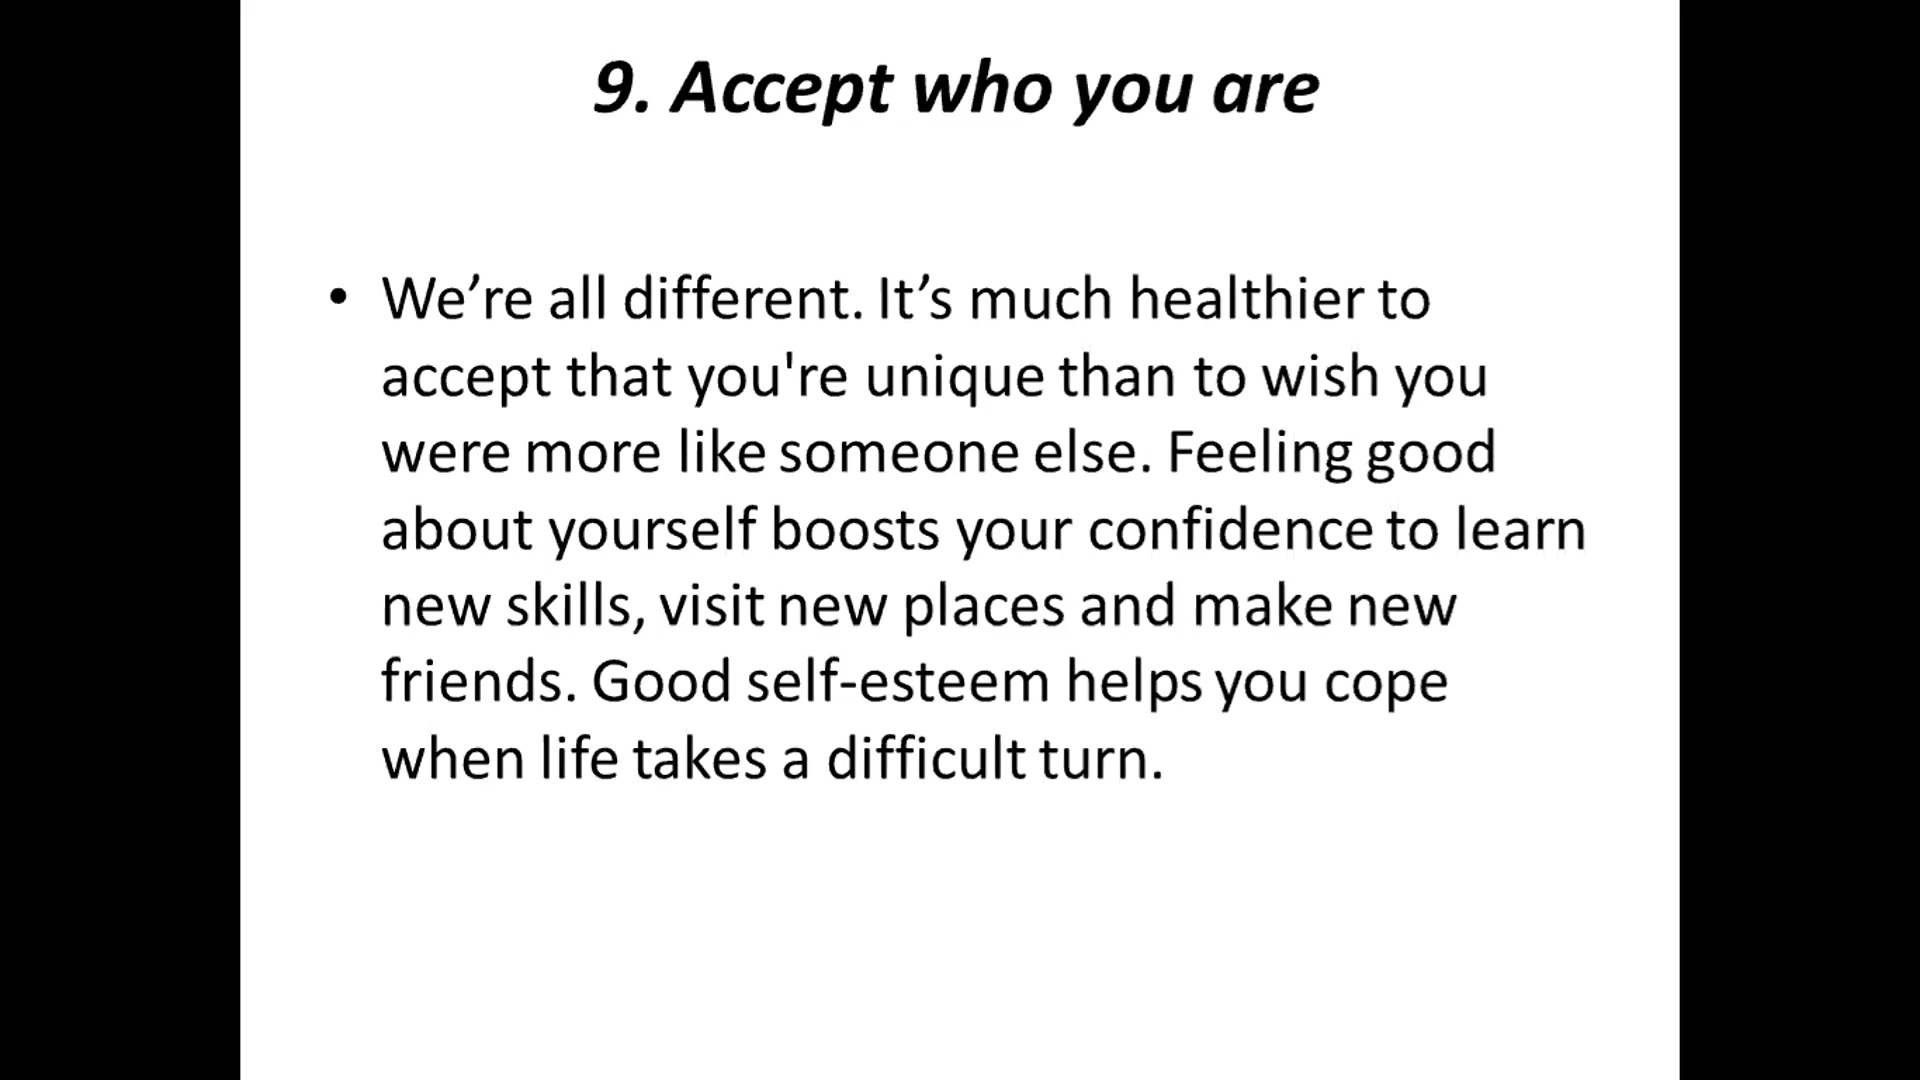 9. Accept who you are
• We’re all different. It’s much healthier to
accept that you're unique than to wish you
were more like someone else. Feeling good
about yourself boosts your confidence to learn
new skills, visit new places and make new
friends. Good self-esteem helps you cope
when life takes a difficult turn.